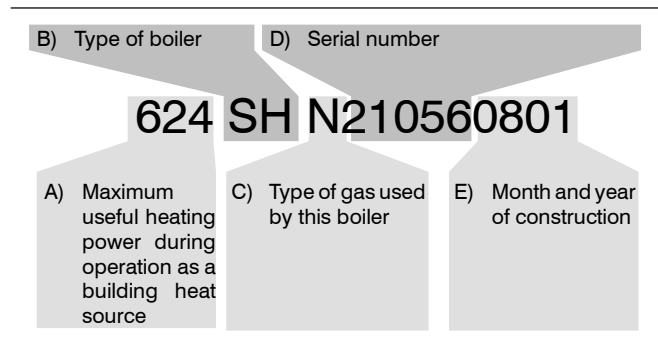 B) Type of boiler
D) Serial number
624 SH N210560801
A) Maximum
useful heating
power during
operation as a
building heat
source
C) Type of gas used
by this boiler
E) Month and year
of construction